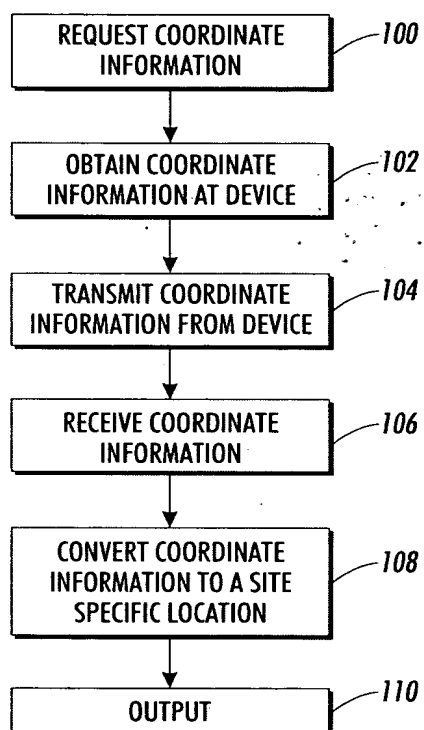 REQUEST COORDINATE
INFORMATION
100
OBTAIN COORDINATE
INFORMATION AT DEVICE
102
TRANSMIT COORDINATE
INFORMATION FROM DEVICE
104
RECEIVE COORDINATE
INFORMATION
106
CONVERT COORDINATE
INFORMATION TO A SITE
SPECIFIC LOCATION
108
OUTPUT
110